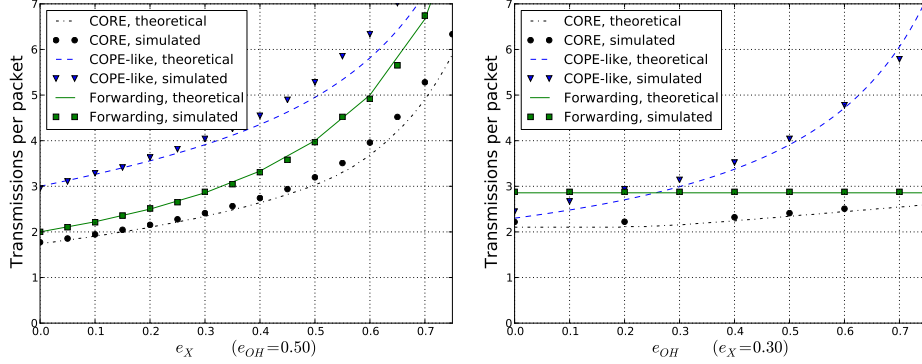 CORE, theoretical
CORE, simulated
COPE-like, theoretical
COPE-like, simulated
Forwarding, theoretical
Forwarding, simulated
Transmissions per packet
7
6
5
4
3
2
1
0
0.0 0.1 0.2 0.3 0.4 0.5 0.6 0.7
e_X (e_OH=0.50)
CORE, theoretical
CORE, simulated
COPE-like, theoretical
COPE-like, simulated
Forwarding, theoretical
Forwarding, simulated
Transmissions per packet
7
6
5
4
3
2
1
0
0.0 0.1 0.2 0.3 0.4 0.5 0.6 0.7
e_OH (e_X=0.30)